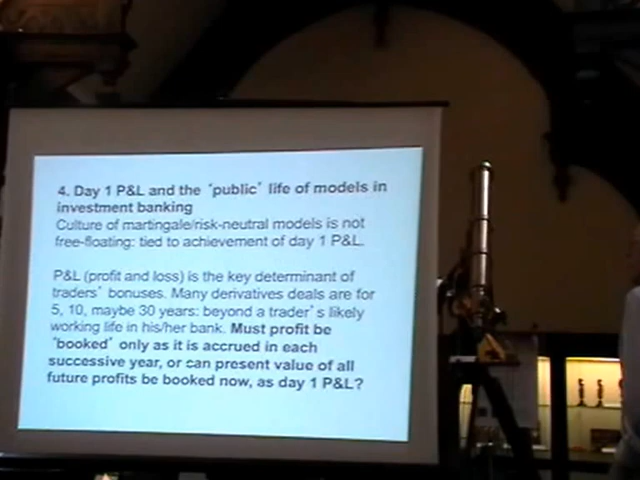 4. Day 1 P&L and the 'public' life of models in
investment banking
Culture of martingale/risk-neutral models is not
free-floating: tied to achievement of day 1 P&L.
P&L (profit and loss) is the key determinant of
traders' bonuses. Many derivatives deals are for
5, 10, maybe 30 years: beyond a trader's likely
working life in his/her bank. Must profit be
'booked' only as it is accrued in each
successive year, or can present value of all
future profits be booked now, as day 1 P&L?